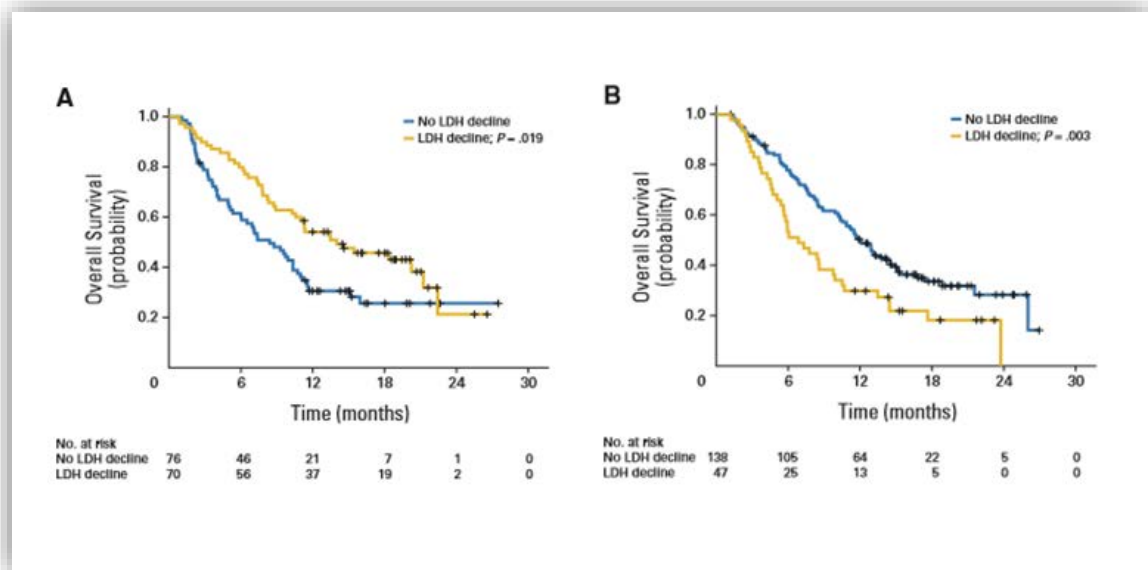 A
No LDH decline
LDH decline; P = .019
Overall Survival
(probability)
1.0
0.8
0.6
0.4
0.2
0 6 12 18 24 30
Time (months)
No. at risk
No LDH decline 76 46 21 7 1 0
LDH decline 70 56 37 19 2 0
B
No LDH decline
LDH decline; P = .003
Overall Survival
(probability)
1.0
0.8
0.6
0.4
0.2
0 6 12 18 24 30
Time (months)
No. at risk
No LDH decline 138 105 64 22 5 0
LDH decline 47 25 13 5 0 0